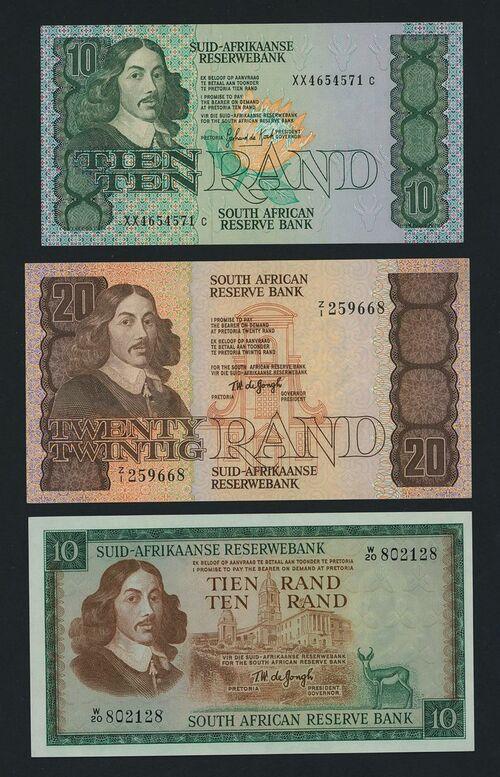 10
SUID-AFRIKAANSE
RESERWEBANK
EK BELOOF OP AANVRAAG
TE BETAAL AAN TOONDER
TE PRETORIA TIEN RAND
I PROMISE TO PAY
THE BEARER ON DEMAND
AT PRETORIA TEN RAND
VIR DIE SUID-AFRIKAANSE RESERWEBANK
FOR THE SOUTH AFRICAN RESERVE BANK
XX4654571 C
PRETORIA
PRESIDENT
GOVERNOR
TIEN
TEN RAND
10
XX4654571 C
SOUTH AFRICAN
RESERVE BANK
20
SOUTH AFRICAN
RESERVE BANK
Z/1 259668
I PROMISE TO PAY
THE BEARER ON DEMAND
AT PRETORIA TWENTY RAND
EK BELOOF OP AANVRAAG
TE BETAAL AAN TOONDER
TE PRETORIA TWINTIG RAND
FOR THE SOUTH AFRICAN RESERVE BANK
VIR DIE SUID-AFRIKAANSE RESERWEBANK
T.W. de Jongh
PRETORIA
GOVERNOR
PRESIDENT
TWENTY
TWINTIG RAND
20
Z/1 259668
SUID-AFRIKAANSE
RESERWEBANK
10
SUID-AFRIKAANSE RESERWEBANK
EK BELOOF OP AANVRAAG TE BETAAL AAN TOONDER TE PRETORIA
I PROMISE TO PAY THE BEARER ON DEMAND AT PRETORIA
W/20 802128
TIEN RAND
TEN RAND
VIR DIE SUID-AFRIKAANSE RESERWEBANK
FOR THE SOUTH AFRICAN RESERVE BANK
T.W. de Jongh
PRETORIA
PRESIDENT
GOVERNOR
W/20 802128
SOUTH AFRICAN RESERVE BANK
10